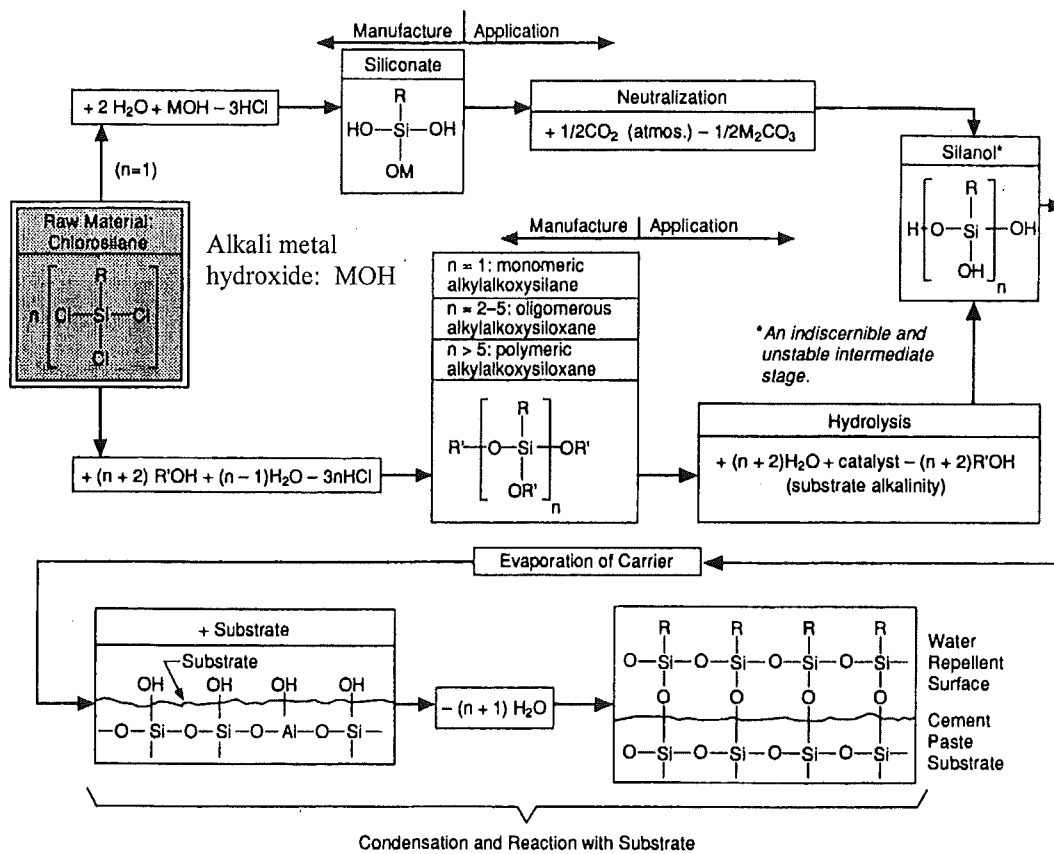 Manufacture Application
Siliconate
R
HO—Si—OH
OM
+ 2 H₂O + MOH – 3HCl
(n=1)
Neutralization
+ 1/2CO₂ (atmos.) – 1/2M₂CO₃
Silanol*
R
H O—Si—OH
OH
n
Raw Material:
Chlorosilane
R
n Cl—Si—Cl
Cl
Alkali metal
hydroxide: MOH
Manufacture Application
n = 1: monomeric
alkylalkoxysilane
n = 2–5: oligomerous
alkylalkoxysiloxane
n > 5: polymeric
alkylalkoxysiloxane
R
R'—O—Si—OR'
OR'
n
*An indiscernible and
unstable intermediate
stage.
Hydrolysis
+ (n + 2)H₂O + catalyst – (n + 2)R'OH
(substrate alkalinity)
+ (n + 2) R'OH + (n – 1)H₂O – 3nHCl
Evaporation of Carrier
+ Substrate
Substrate
OH OH OH OH
—O—Si—O—Si—O—Al—O—Si—
– (n + 1) H₂O
R R R R
O—Si—O—Si—O—Si—O—Si—
O O O O
—O—Si—O—Si—O—Si—O—Si—
Water
Repellent
Surface
Cement
Paste
Substrate
Condensation and Reaction with Substrate